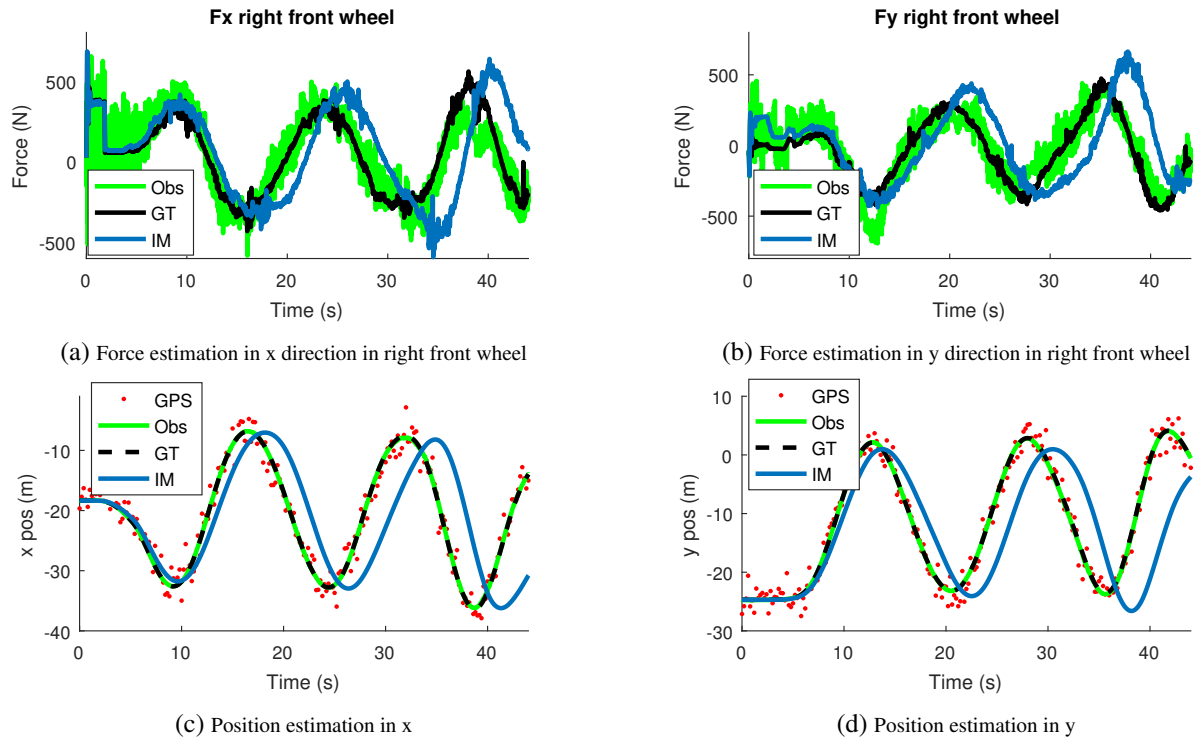 Fx right front wheel
Force (N)
500
0
-500
Obs
GT
IM
0 10 20 30 40
Time (s)
(a) Force estimation in x direction in right front wheel
Fy right front wheel
Force (N)
500
0
-500
Obs
GT
IM
0 10 20 30 40
Time (s)
(b) Force estimation in y direction in right front wheel
x pos (m)
-10
-20
-30
-40
GPS
Obs
GT
IM
0 10 20 30 40
Time (s)
(c) Position estimation in x
y pos (m)
10
0
-10
-20
-30
GPS
Obs
GT
IM
0 10 20 30 40
Time (s)
(d) Position estimation in y